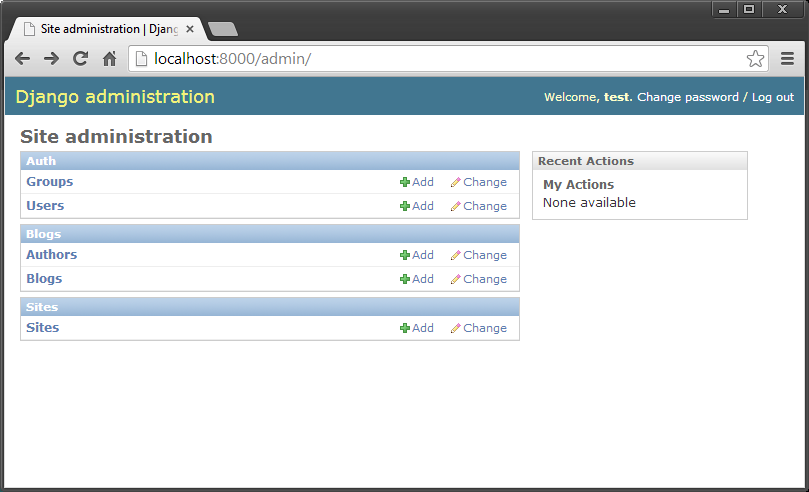 Site administration | Djang
localhost:8000/admin/
Django administration
Welcome, test. Change password / Log out
Site administration
Auth
Groups Add Change
Users Add Change
Blogs
Authors Add Change
Blogs Add Change
Sites
Sites Add Change
Recent Actions
My Actions
None available